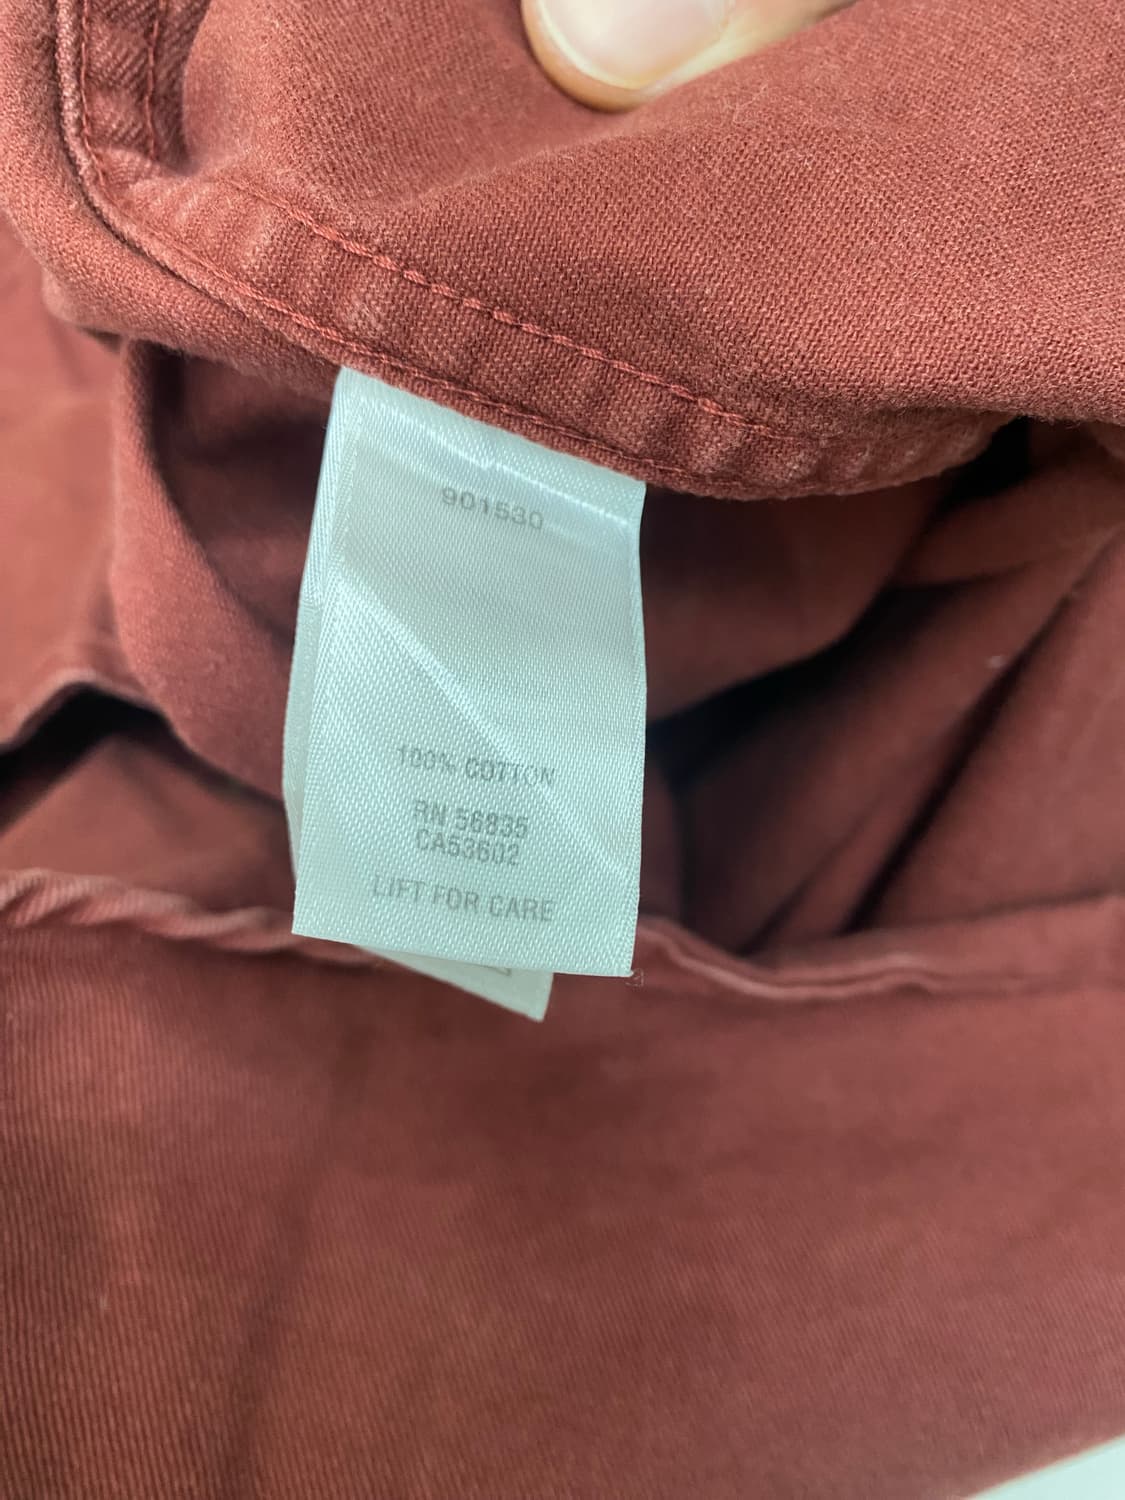 901530
100% COTTON
RN 56835
CA53602
LIFT FOR CARE